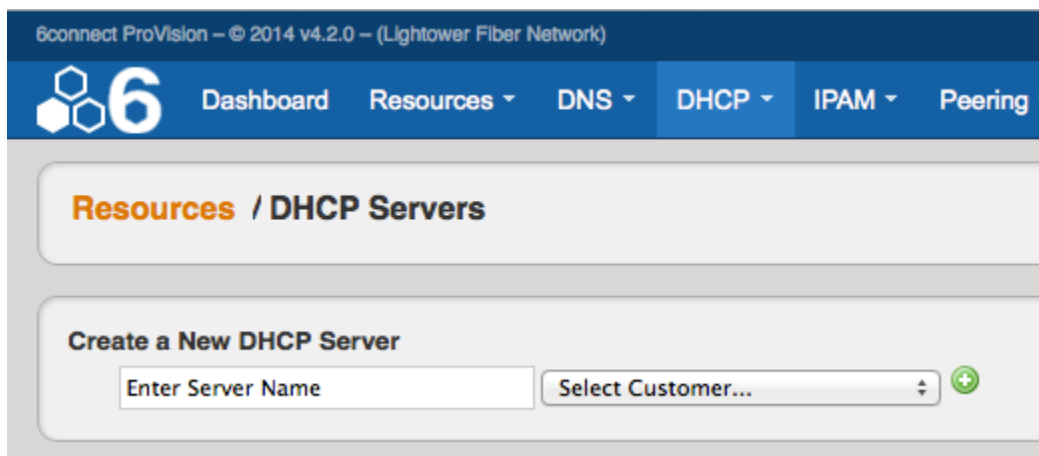 6connect ProVision – © 2014 v4.2.0 – (Lightower Fiber Network)
6 Dashboard Resources DNS DHCP IPAM Peering
Resources / DHCP Servers
Create a New DHCP Server
Enter Server Name Select Customer...